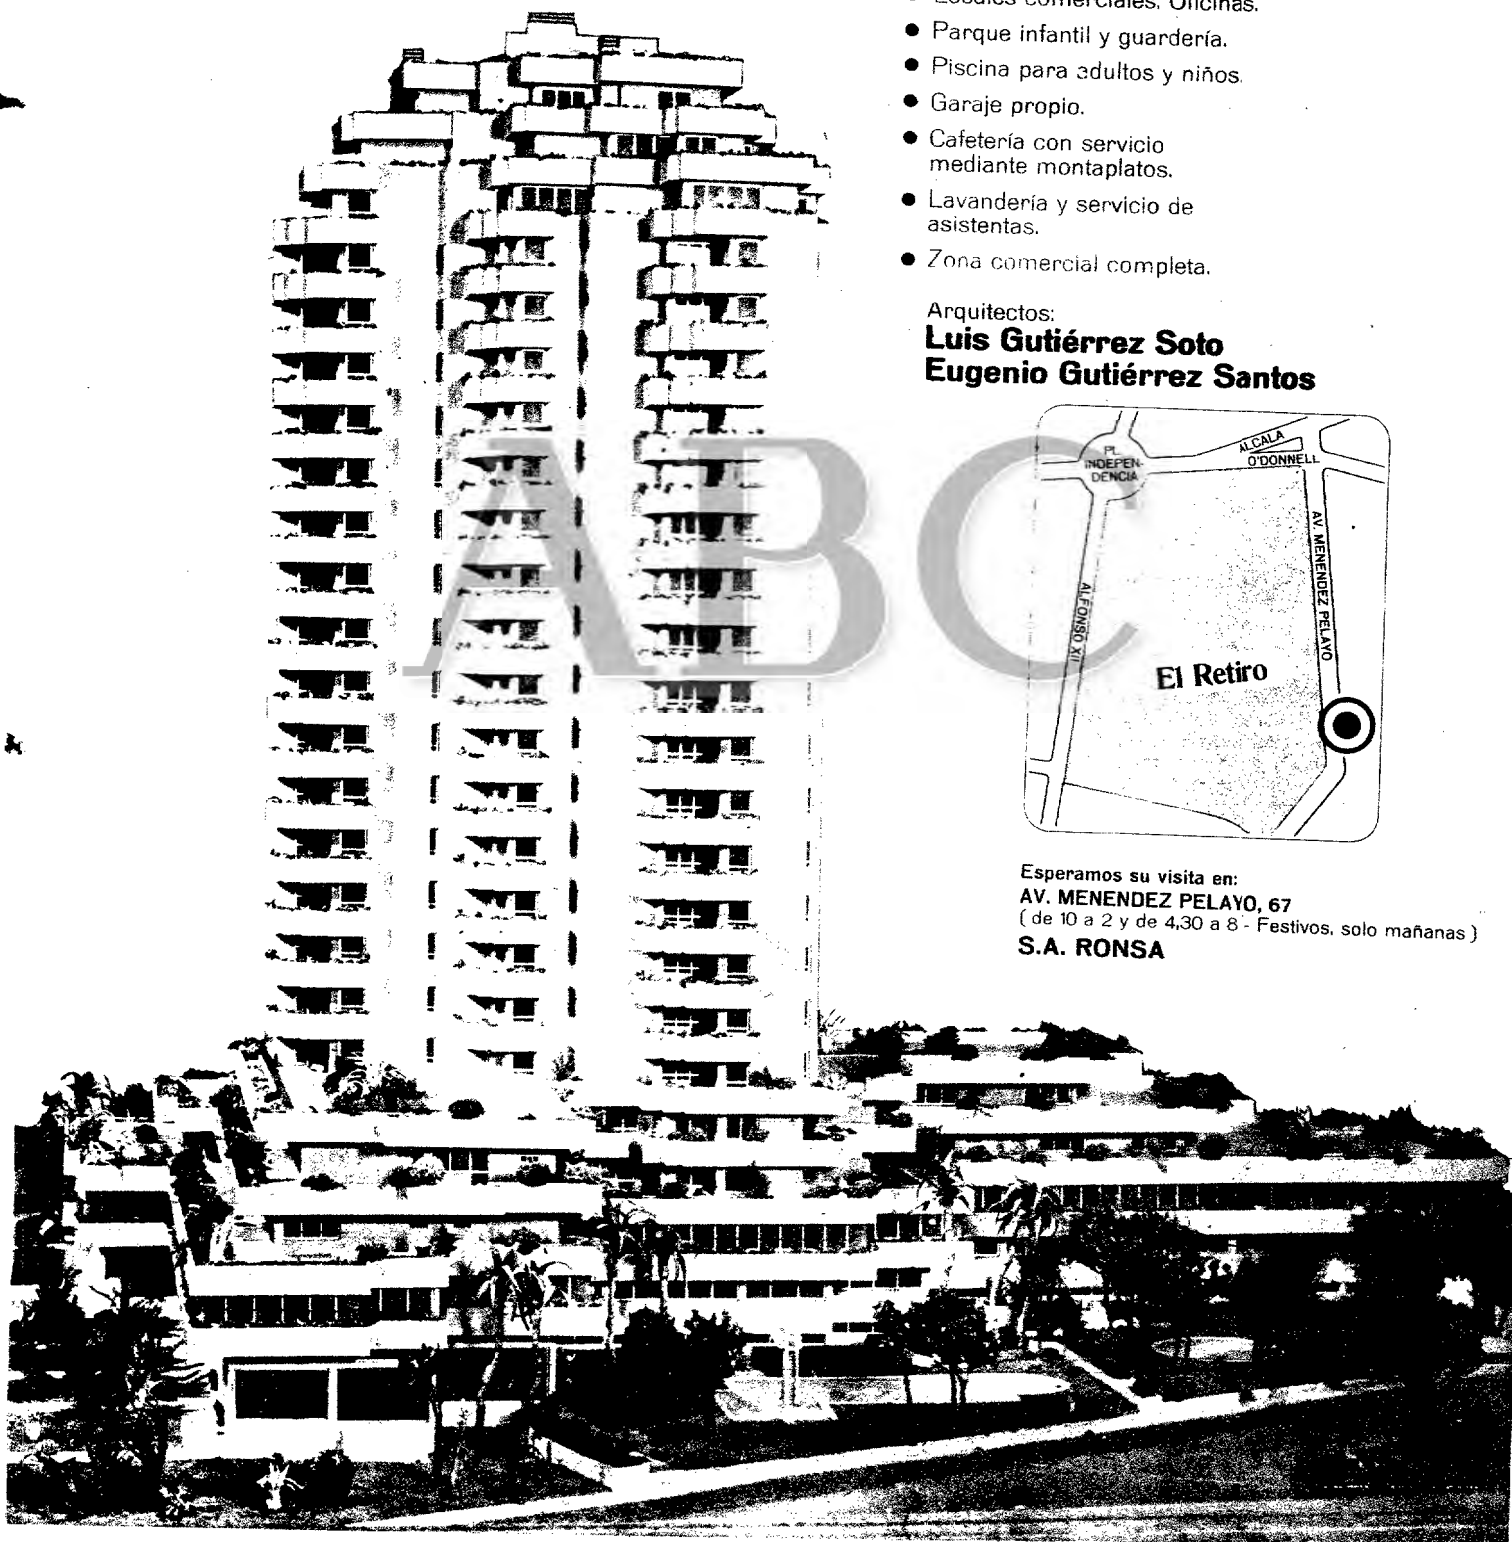 ● Locales comerciales. Oficinas.
● Parque infantil y guardería.
● Piscina para adultos y niños.
● Garaje propio.
● Cafetería con servicio
mediante montaplatos.
● Lavandería y servicio de
asistentas.
● Zona comercial completa.
Arquitectos:
Luis Gutiérrez Soto
Eugenio Gutiérrez Santos
ABC
PL.
INDEPEN-
DENCIA
ALCALA
O'DONNELL
AV. MENENDEZ PELAYO
ALFONSO XII
El Retiro
Esperamos su visita en:
AV. MENENDEZ PELAYO, 67
( de 10 a 2 y de 4,30 a 8 - Festivos, solo mañanas )
S.A. RONSA